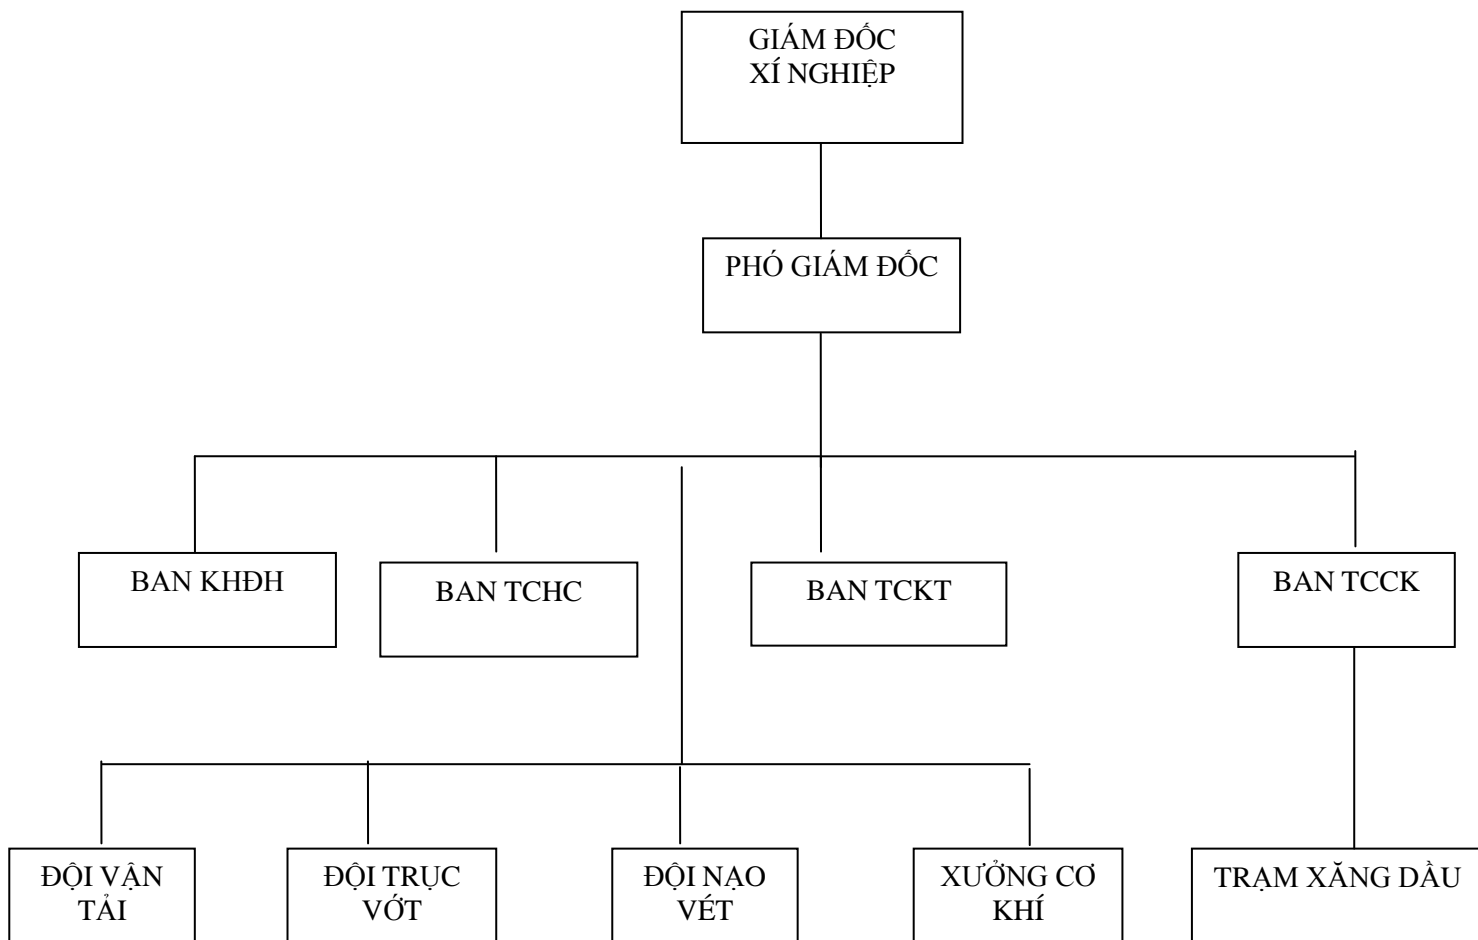 GIÁM ĐỐC
XÍ NGHIỆP
PHÓ GIÁM ĐỐC
BAN KHĐH
BAN TCHC
BAN TCKT
BAN TCCK
ĐỘI VẬN
TẢI
ĐỘI TRỤC
VỚT
ĐỘI NẠO
VÉT
XƯỞNG CƠ
KHÍ
TRẠM XĂNG DẦU